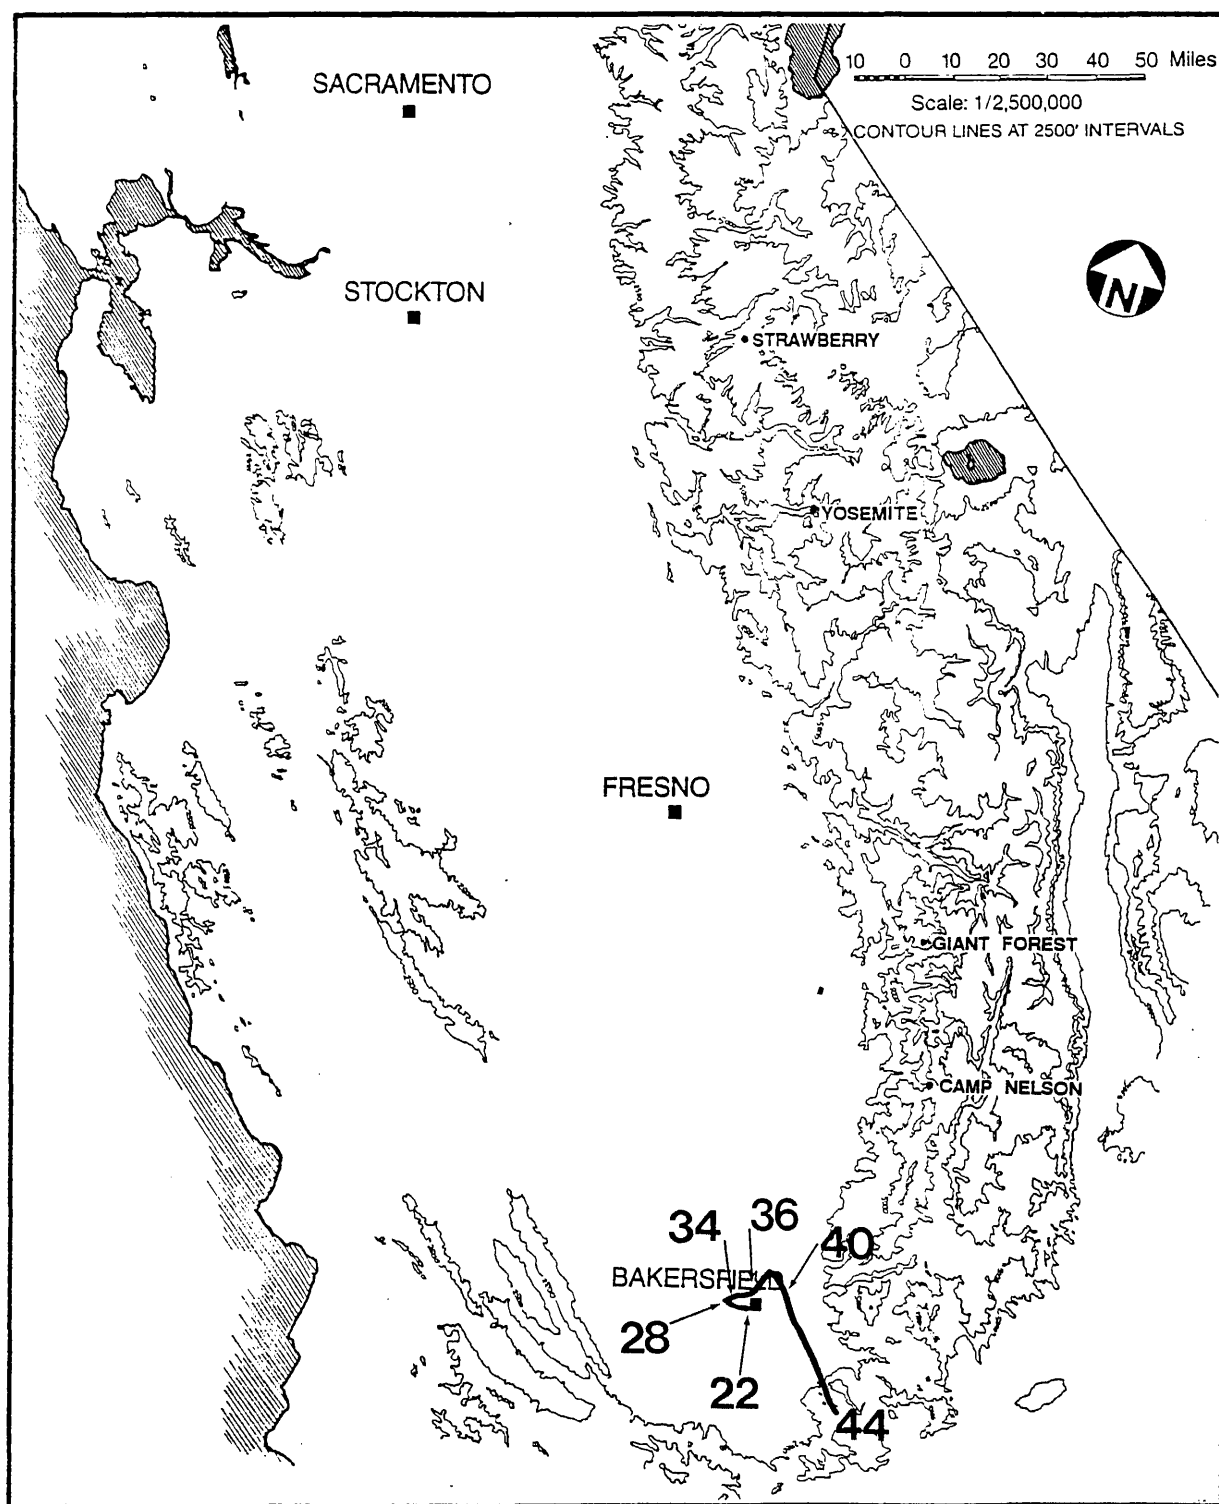 10 0 10 20 30 40 50 Miles
Scale: 1/2,500,000
CONTOUR LINES AT 2500' INTERVALS
SACRAMENTO
N
STOCKTON
STRAWBERRY
YOSEMITE
FRESNO
GIANT FOREST
CAMP NELSON
34 36
40
BAKERSFIELD
28
22
44